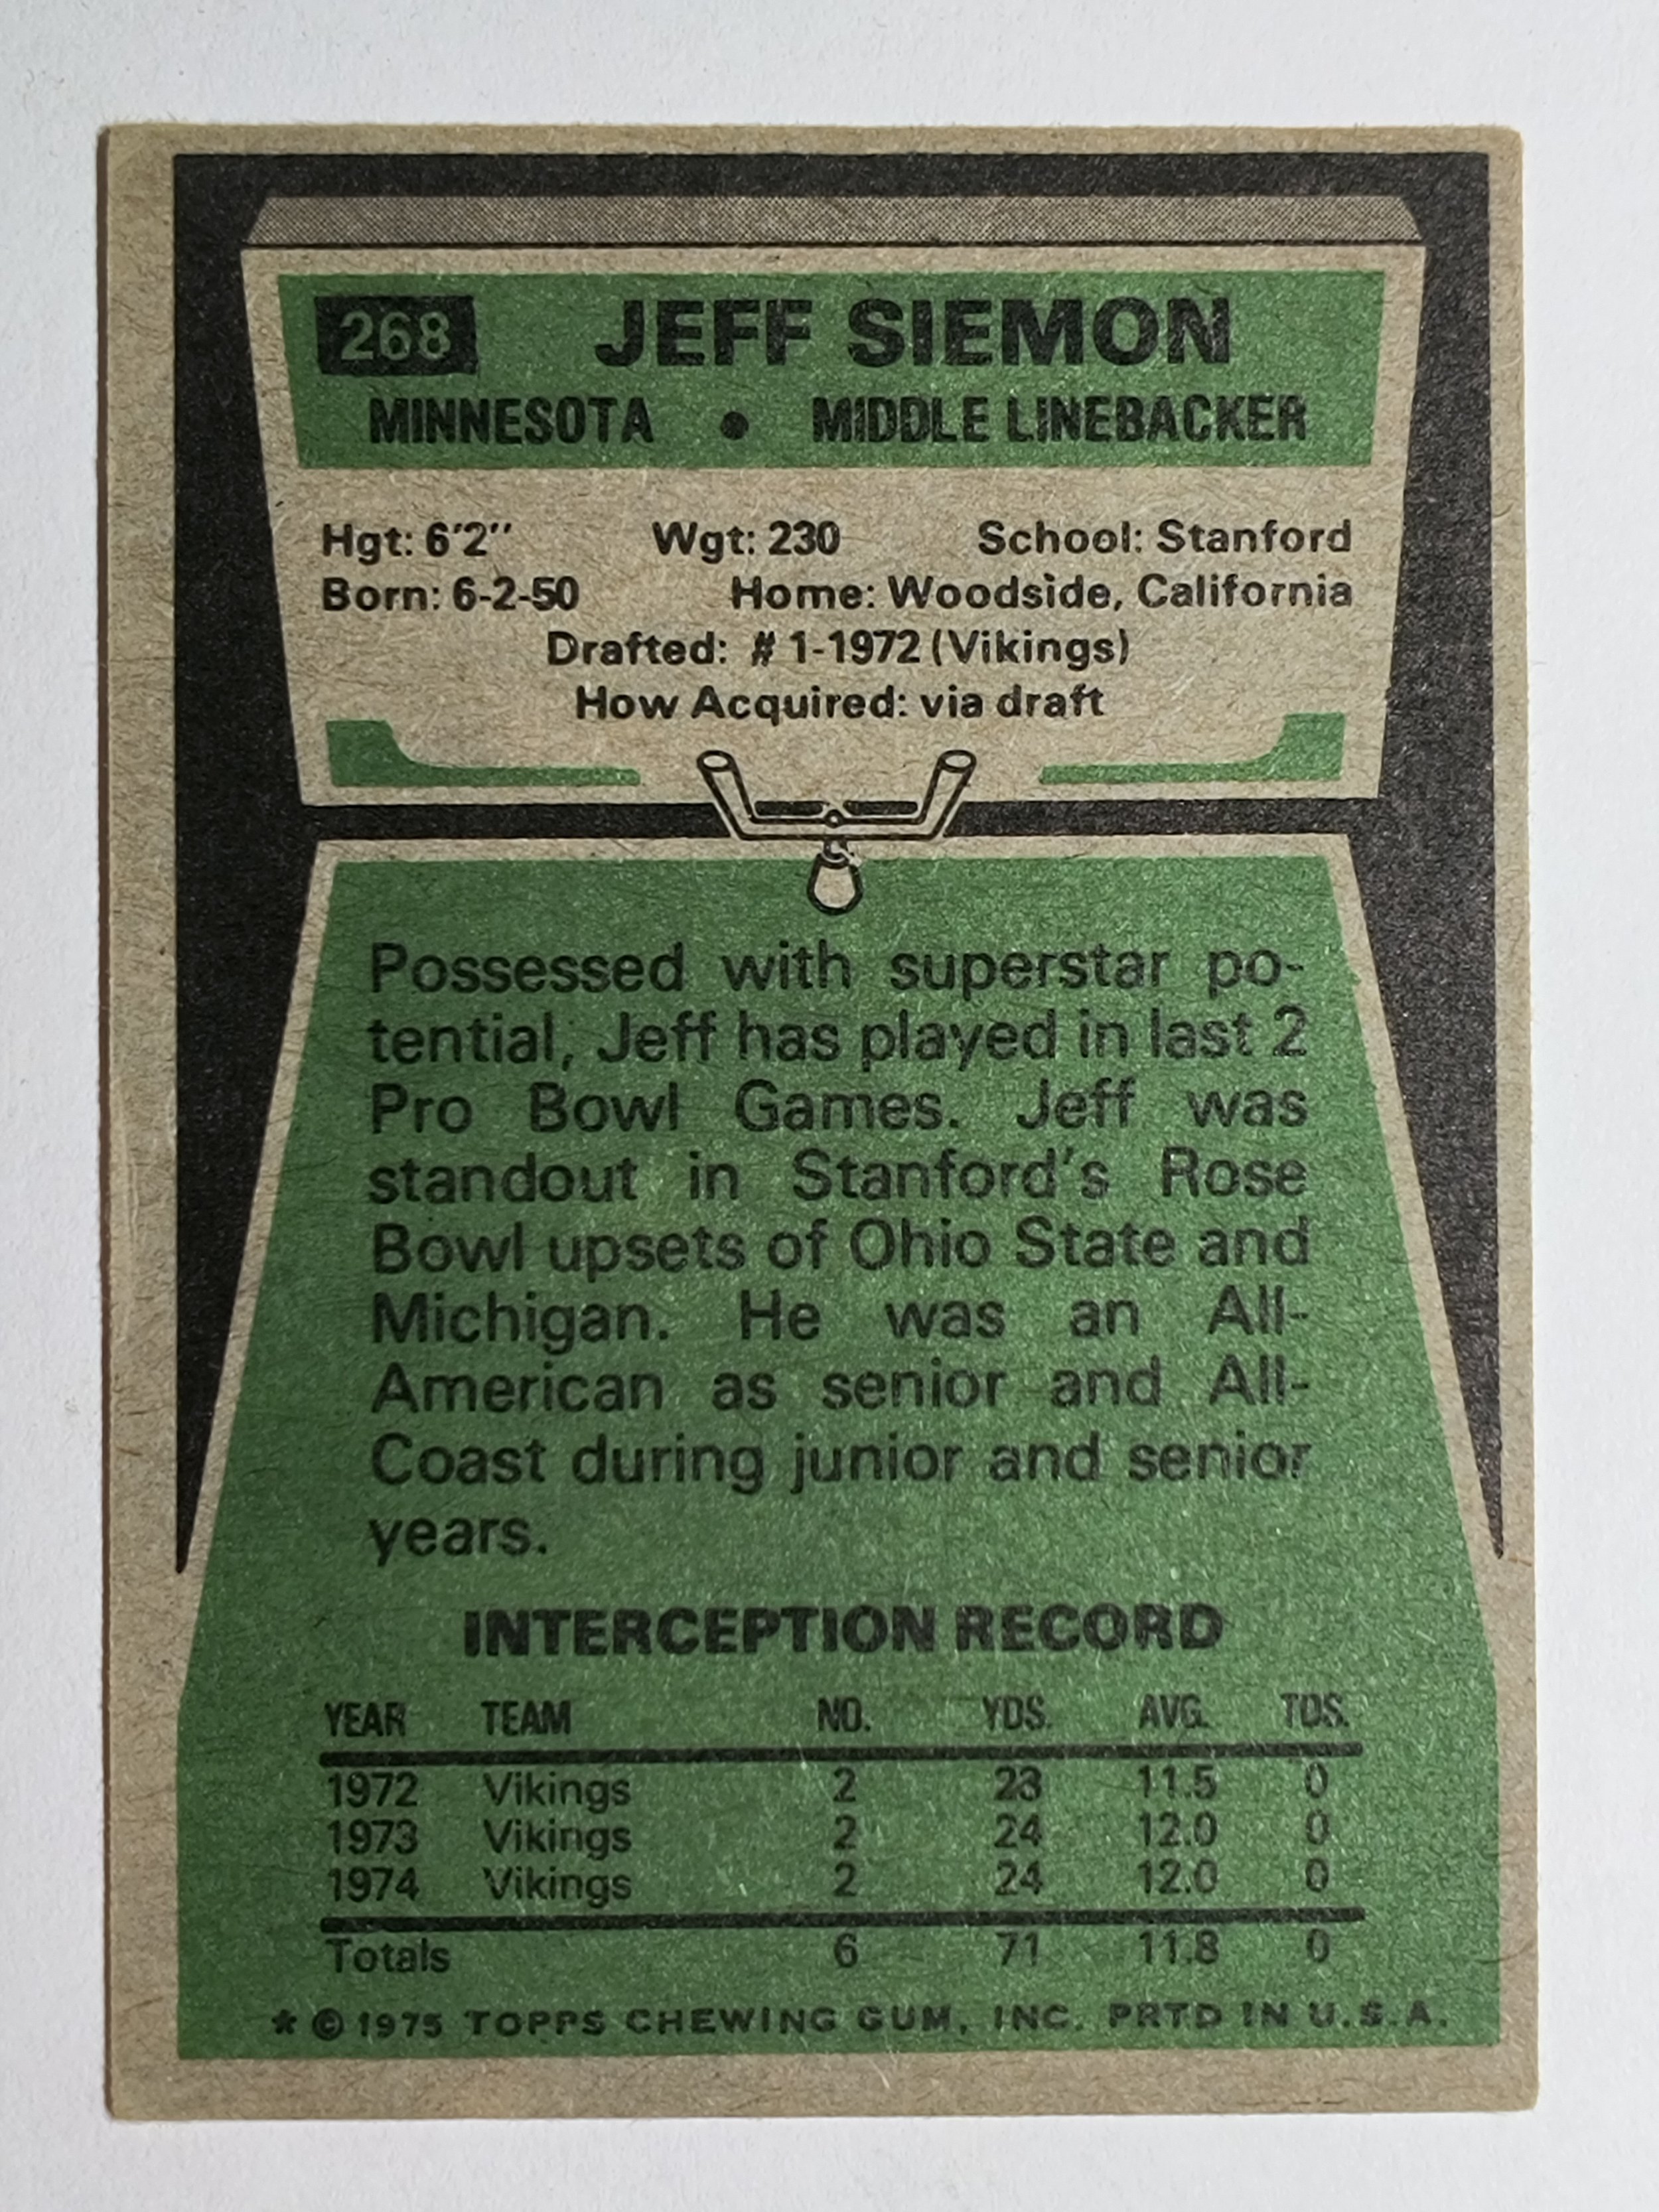 268 JEFF SIEMON
MINNESOTA • MIDDLE LINEBACKER
Hgt: 6'2" Wgt: 230 School: Stanford
Born: 6-2-50 Home: Woodside, California
Drafted: # 1-1972 (Vikings)
How Acquired: via draft
Possessed with superstar po-
tential, Jeff has played in last 2
Pro Bowl Games. Jeff was
standout in Stanford's Rose
Bowl upsets of Ohio State and
Michigan. He was an All-
American as senior and All-
Coast during junior and senior
years.
INTERCEPTION RECORD
YEAR TEAM NO. YDS. AVG. TDS.
1972 Vikings 2 23 11.5 0
1973 Vikings 2 24 12.0 0
1974 Vikings 2 24 12.0 0
Totals 6 71 11.8 0
* © 1975 TOPPS CHEWING GUM, INC. PRTD IN U.S.A.